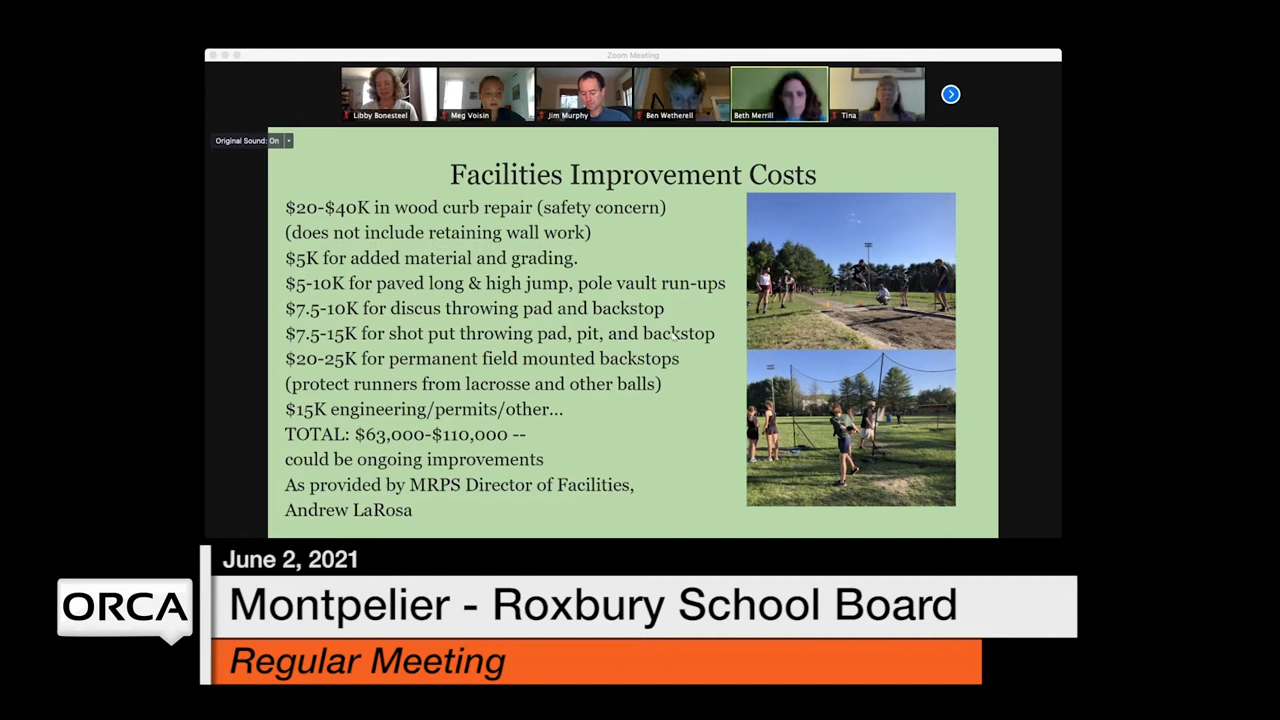 Zoom Meeting
Libby Bonesteel
Meg Voisin
Jim Murphy
Ben Wetherell
Beth Merrill
Tina
Original Sound: On
Facilities Improvement Costs
$20-$40K in wood curb repair (safety concern)
(does not include retaining wall work)
$5K for added material and grading.
$5-10K for paved long & high jump, pole vault run-ups
$7.5-10K for discus throwing pad and backstop
$7.5-15K for shot put throwing pad, pit, and backstop
$20-25K for permanent field mounted backstops
(protect runners from lacrosse and other balls)
$15K engineering/permits/other...
TOTAL: $63,000-$110,000 --
could be ongoing improvements
As provided by MRPS Director of Facilities,
Andrew LaRosa
June 2, 2021
ORCA
Montpelier - Roxbury School Board
Regular Meeting